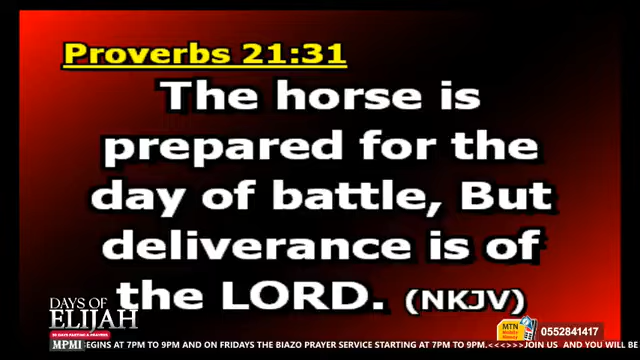 Proverbs 21:31
The horse is
prepared for the
day of battle, But
deliverance is of
the LORD. (NKJV)
DAYS OF
ELIJAH
MTN
0552841417
MPMI
EGINS AT 7PM TO 9PM AND ON FRIDAYS THE BIAZO PRAYER SERVICE STARTING AT 7PM TO 9PM.<<<>>>JOIN US AND YOU WILL BE